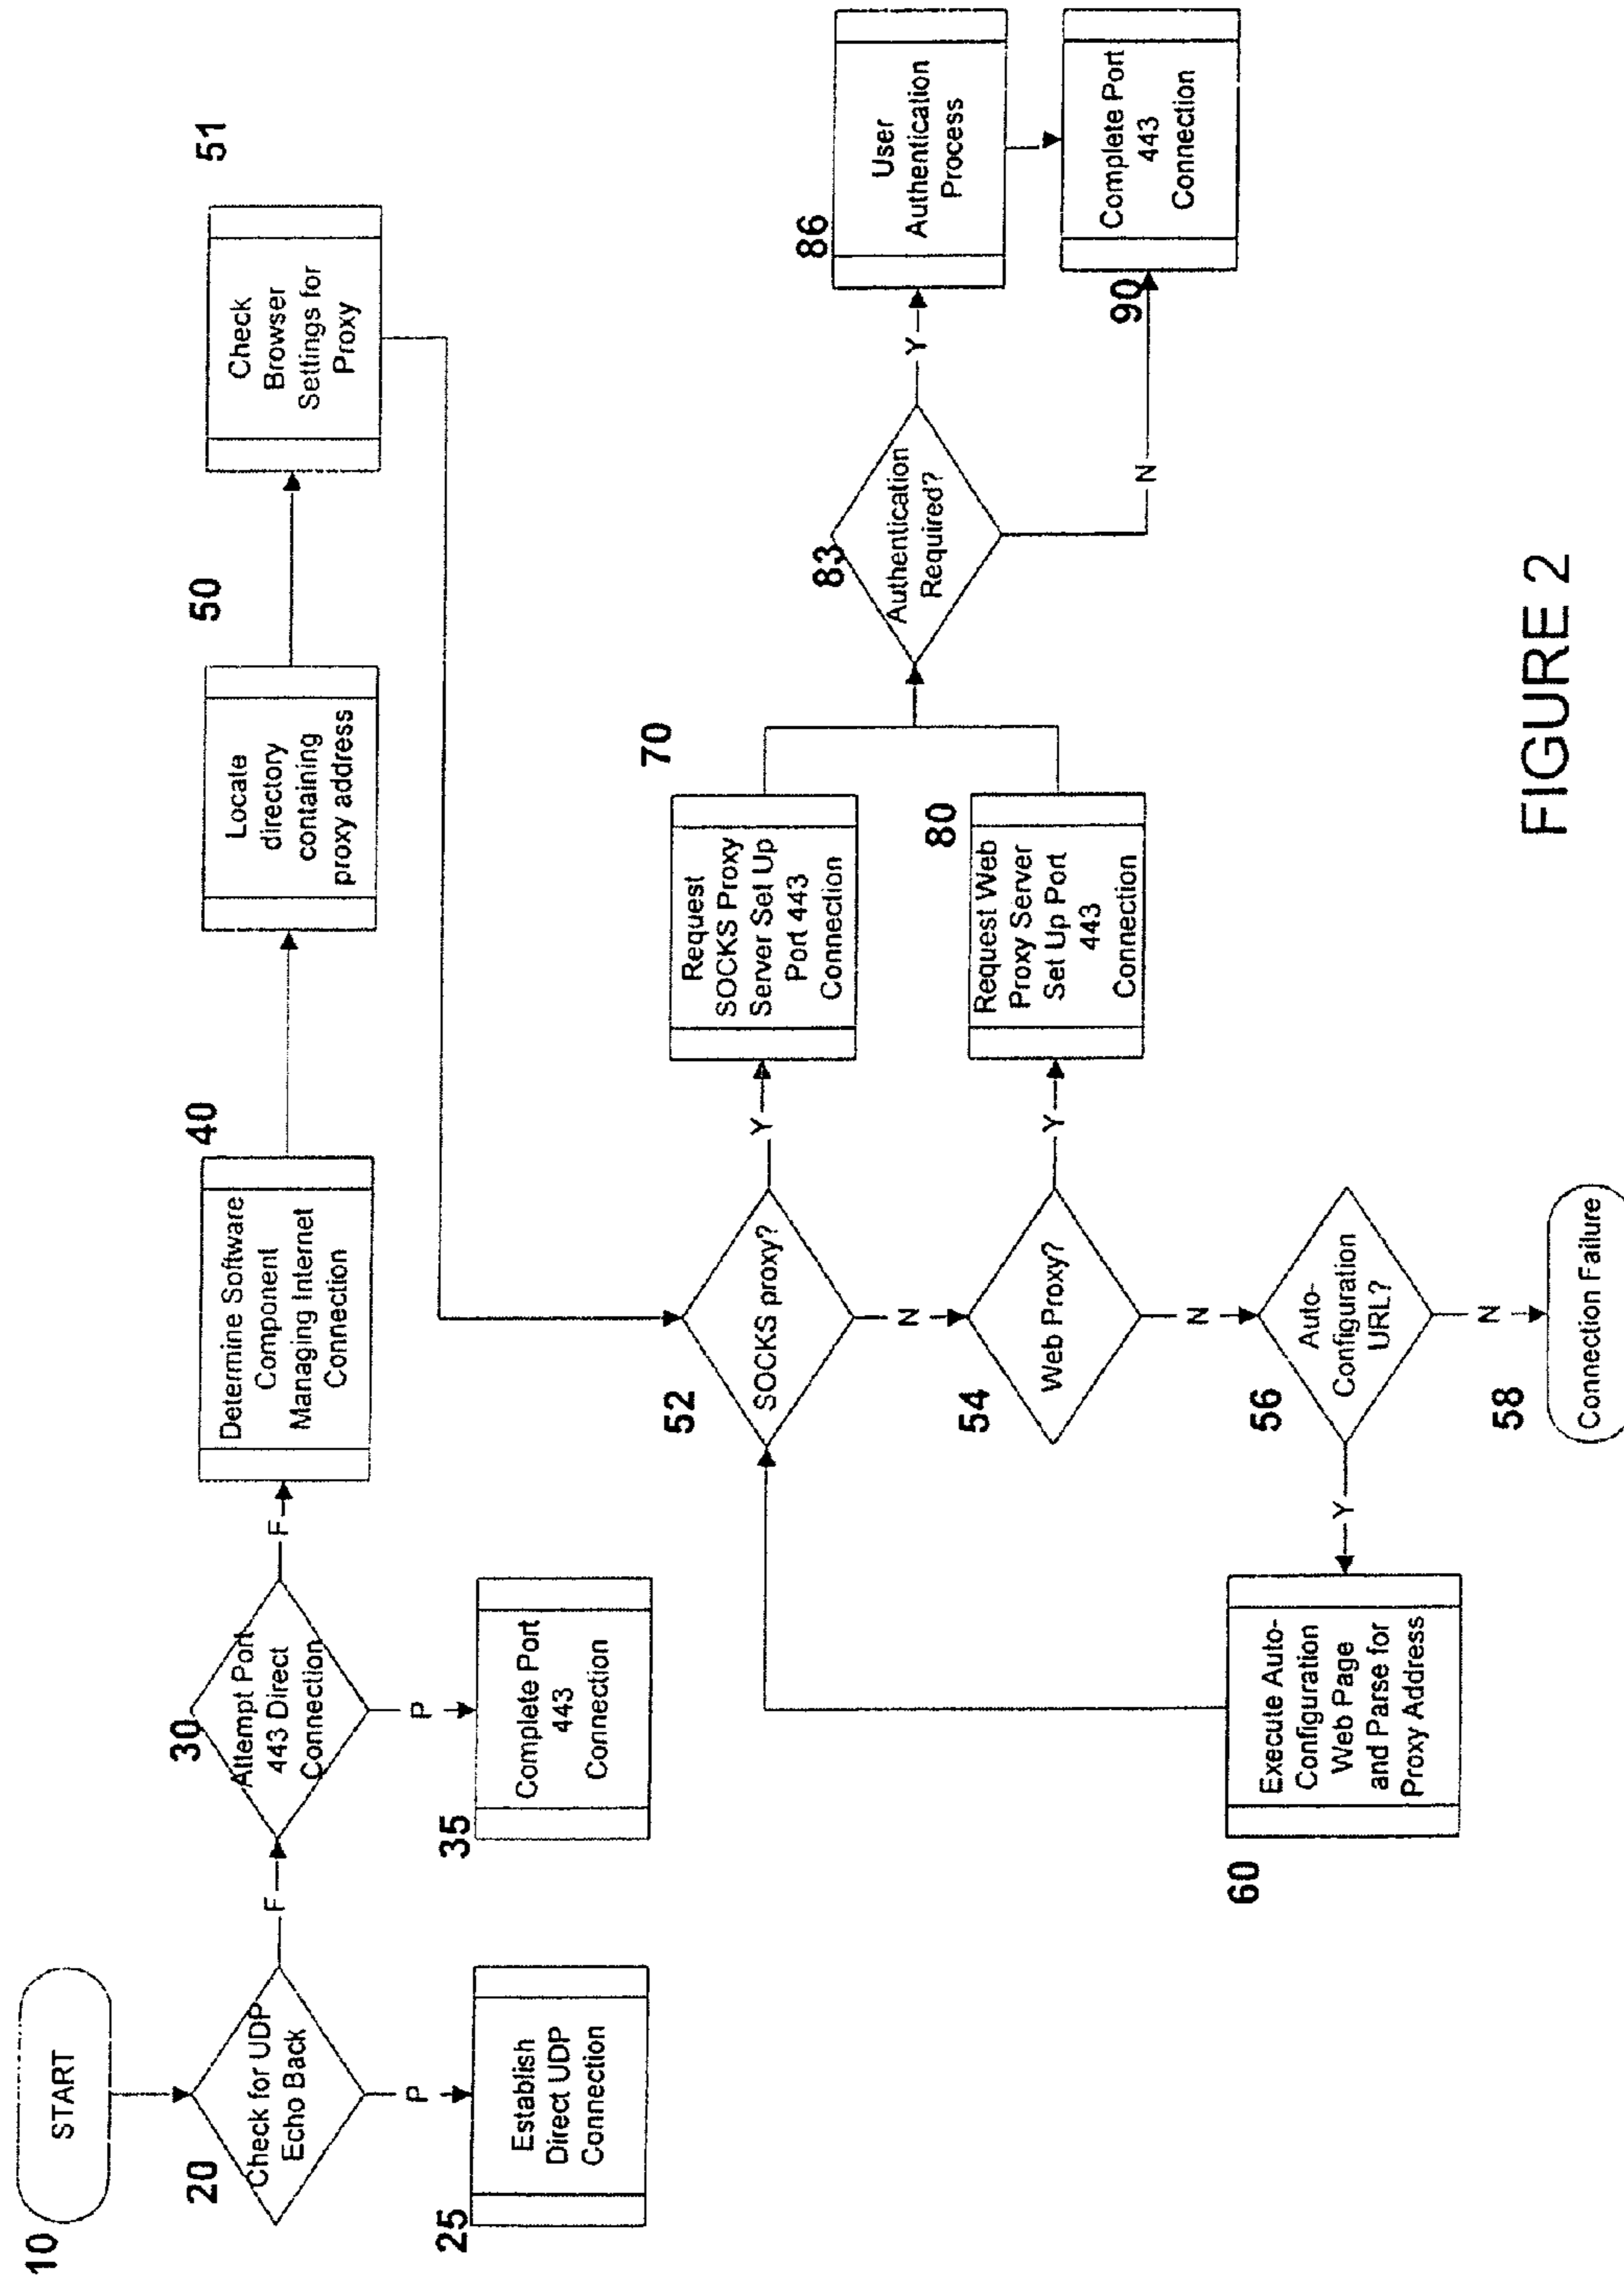 10
START
20
Check for UDP
Echo Back
F
P
25
Establish
Direct UDP
Connection
30
Attempt Port
443 Direct
Connection
F
P
35
Complete Port
443
Connection
40
Determine Software
Component
Managing Internet
Connection
50
Locate
directory
containing
proxy address
51
Check
Browser
Settings for
Proxy
52
SOCKS proxy?
Y
N
70
Request
SOCKS Proxy
Server Set Up
Port 443
Connection
54
Web Proxy?
Y
N
80
Request Web
Proxy Server
Set Up Port
443
Connection
56
Auto-
Configuration
URL?
Y
N
58
Connection Failure
60
Execute Auto-
Configuration
Web Page
and Parse for
Proxy Address
83
Authentication
Required?
Y
N
86
User
Authentication
Process
90
Complete Port
443
Connection
FIGURE 2